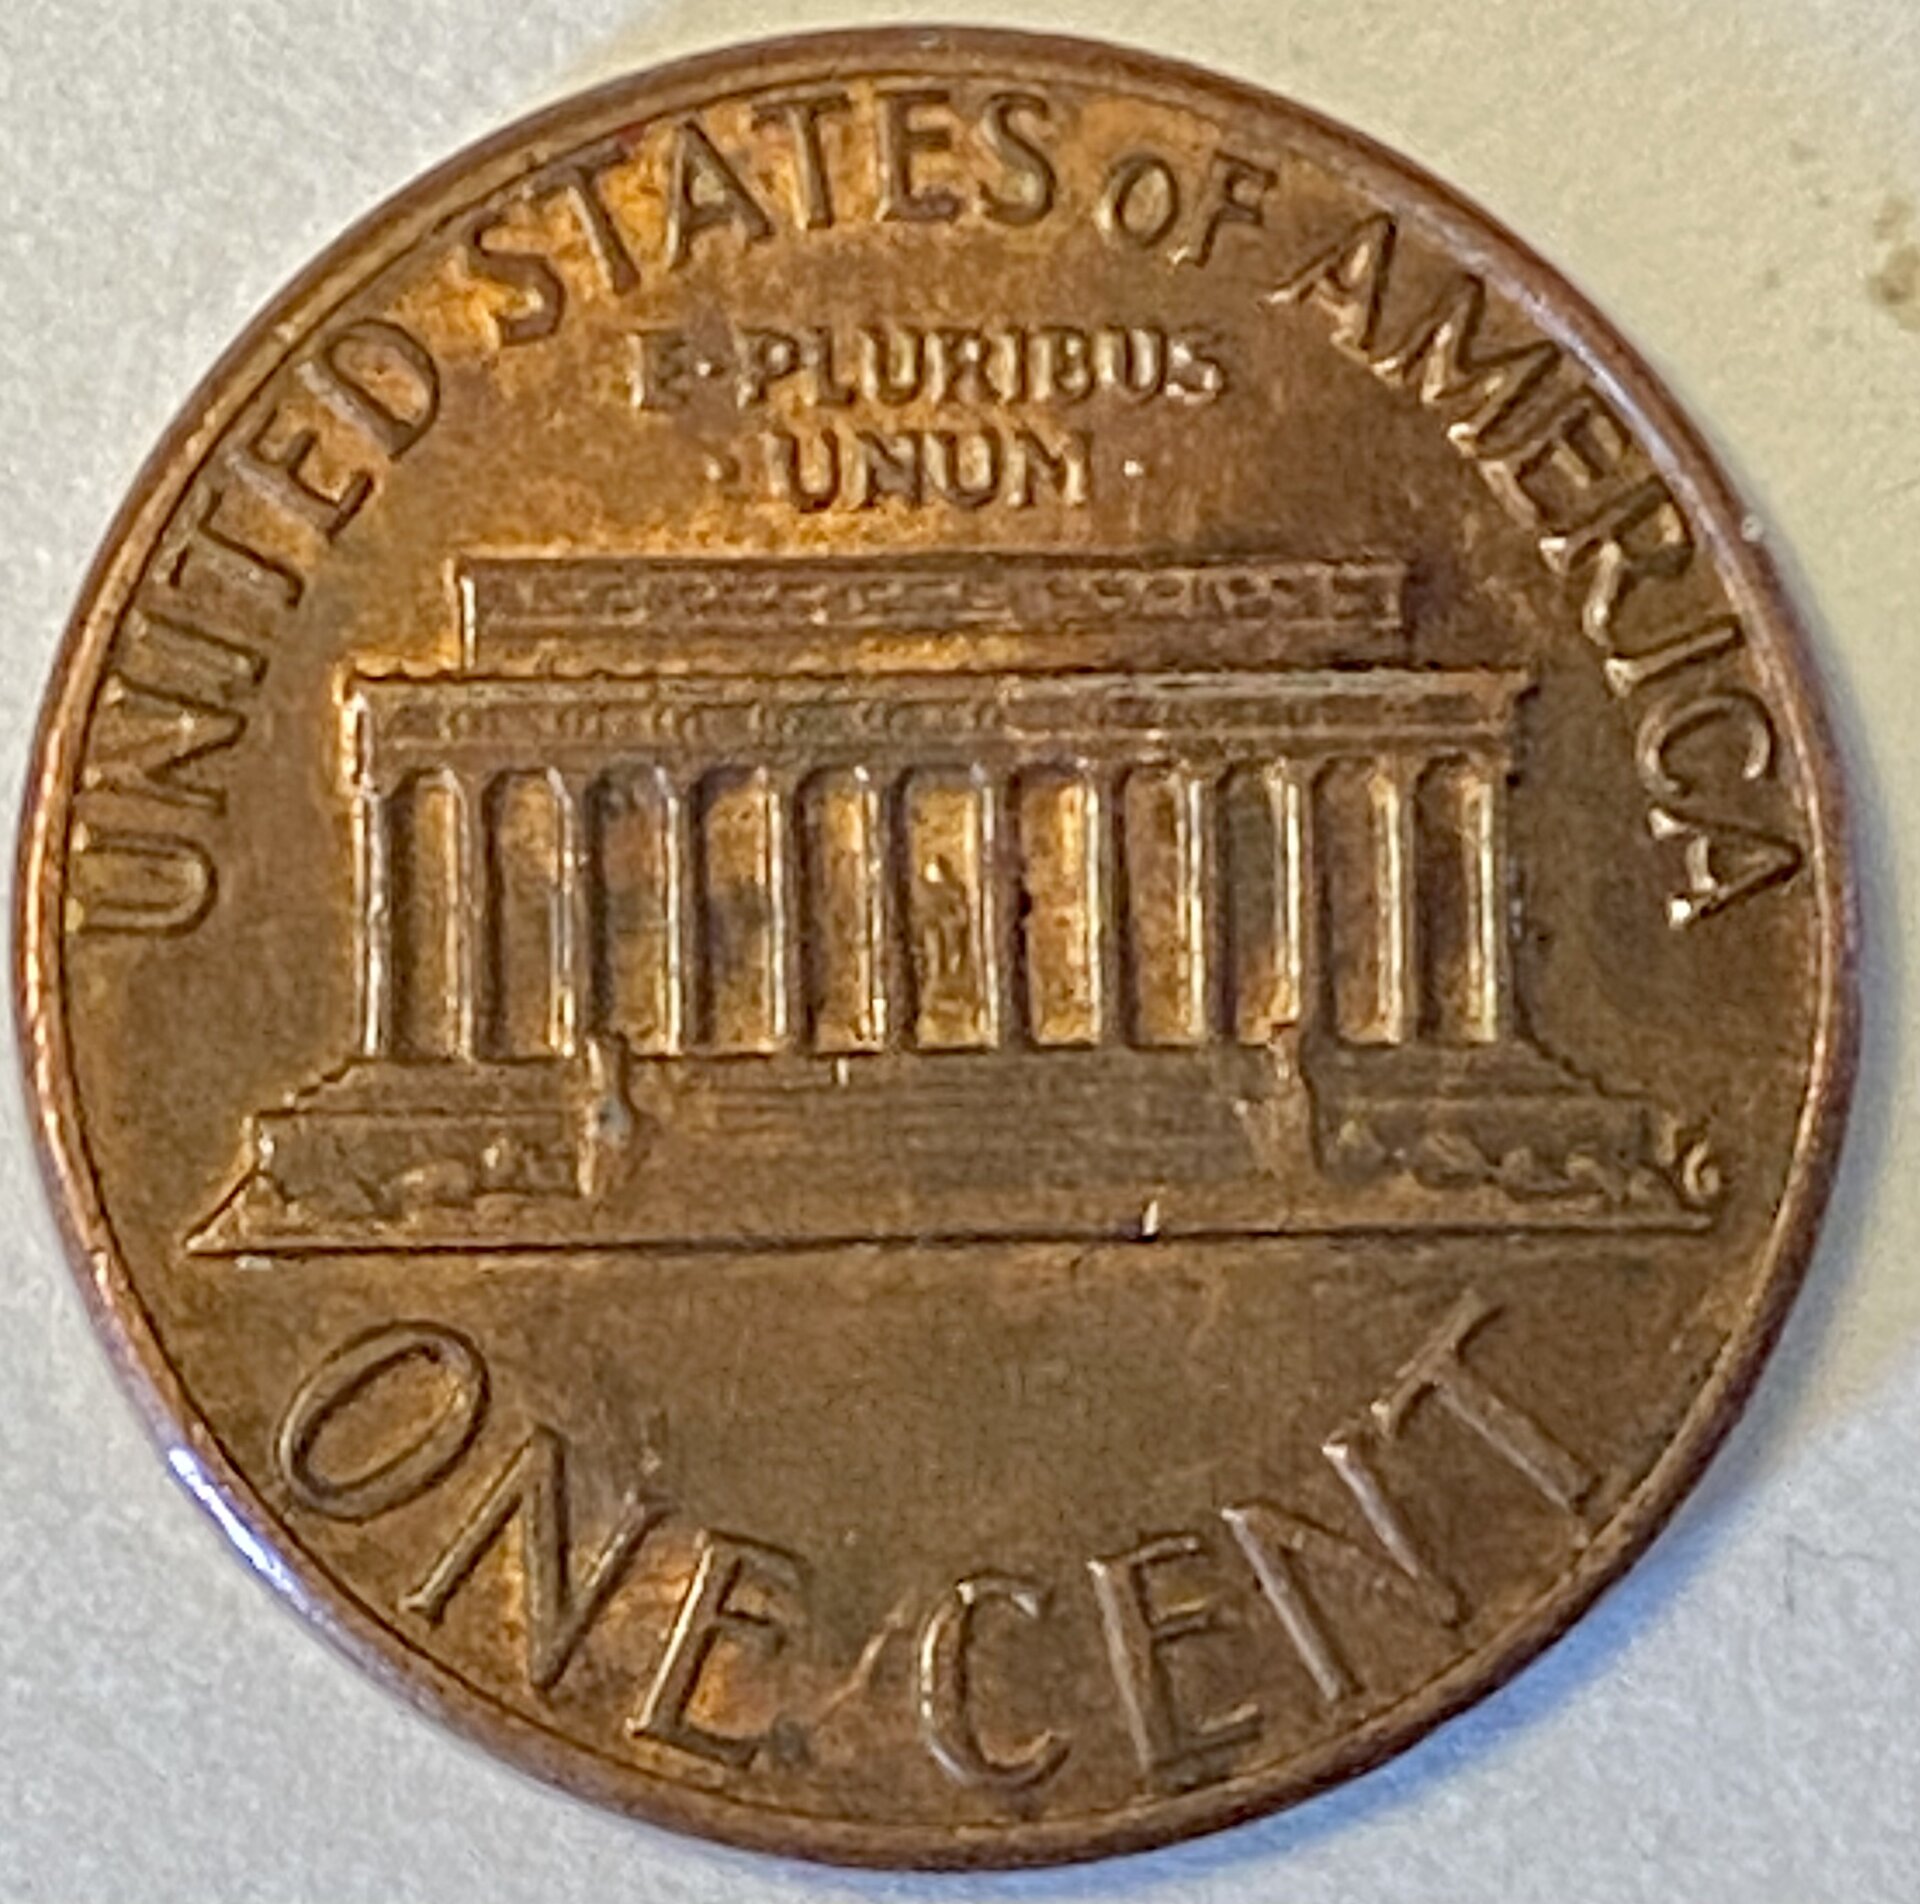 UNITED STATES OF AMERICA
E·PLURIBUS
·UNUM·
ONE CENT